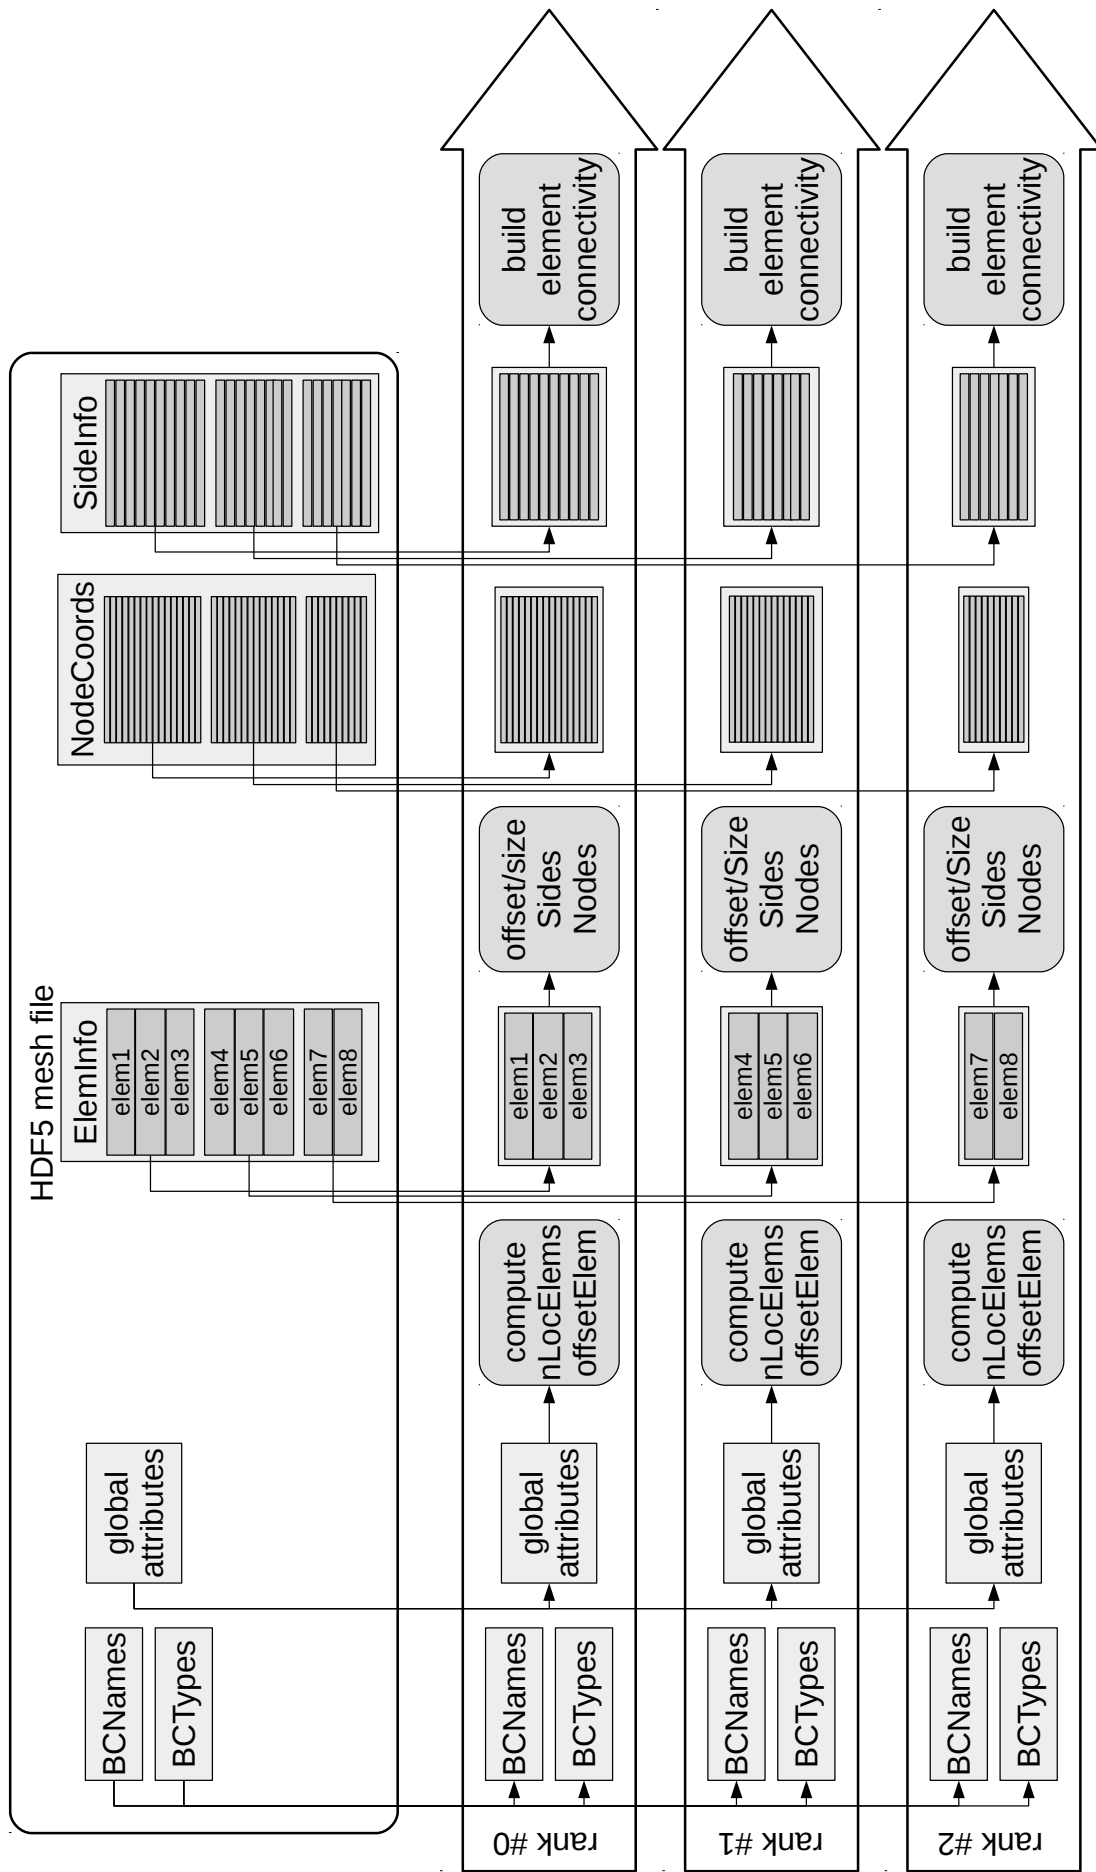 HDF5 mesh file
BCNames
BCTypes
global
attributes
ElemInfo
elem1
elem2
elem3
elem4
elem5
elem6
elem7
elem8
NodeCoords
SideInfo
rank #0
BCNames
BCTypes
global
attributes
compute
nLocElems
offsetElem
elem1
elem2
elem3
offset/size
Sides
Nodes
build
element
connectivity
rank #1
BCNames
BCTypes
global
attributes
compute
nLocElems
offsetElem
elem4
elem5
elem6
offset/Size
Sides
Nodes
build
element
connectivity
rank #2
BCNames
BCTypes
global
attributes
compute
nLocElems
offsetElem
elem7
elem8
offset/Size
Sides
Nodes
build
element
connectivity